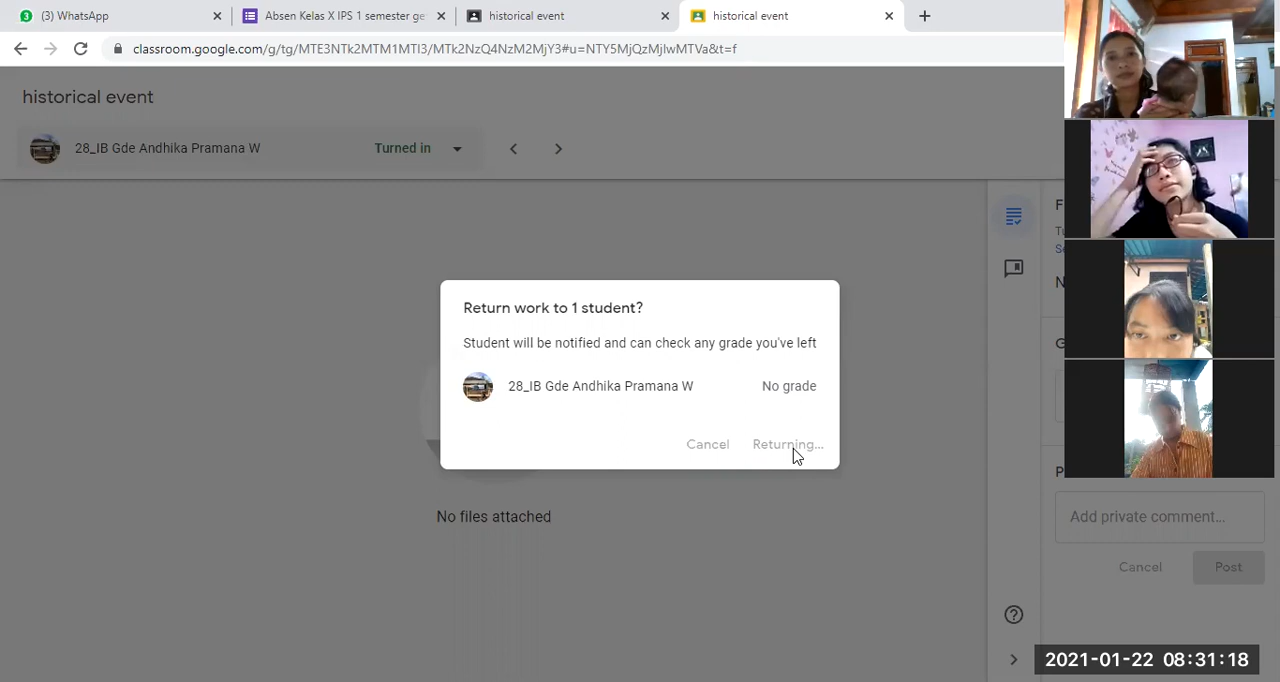 (3) WhatsApp
Absen Kelas X IPS 1 semester ge
historical event
historical event
classroom.google.com/g/tg/MTE3NTk2MTM1MTI3/MTk2NzQ4NzM2MjY3#u=NTY5MjQzMjIwMTVa&t=f
historical event
28_IB Gde Andhika Pramana W
Turned in
Return work to 1 student?
Student will be notified and can check any grade you've left
28_IB Gde Andhika Pramana W No grade
Cancel Returning...
No files attached
Add private comment...
Cancel Post
2021-01-22 08:31:18